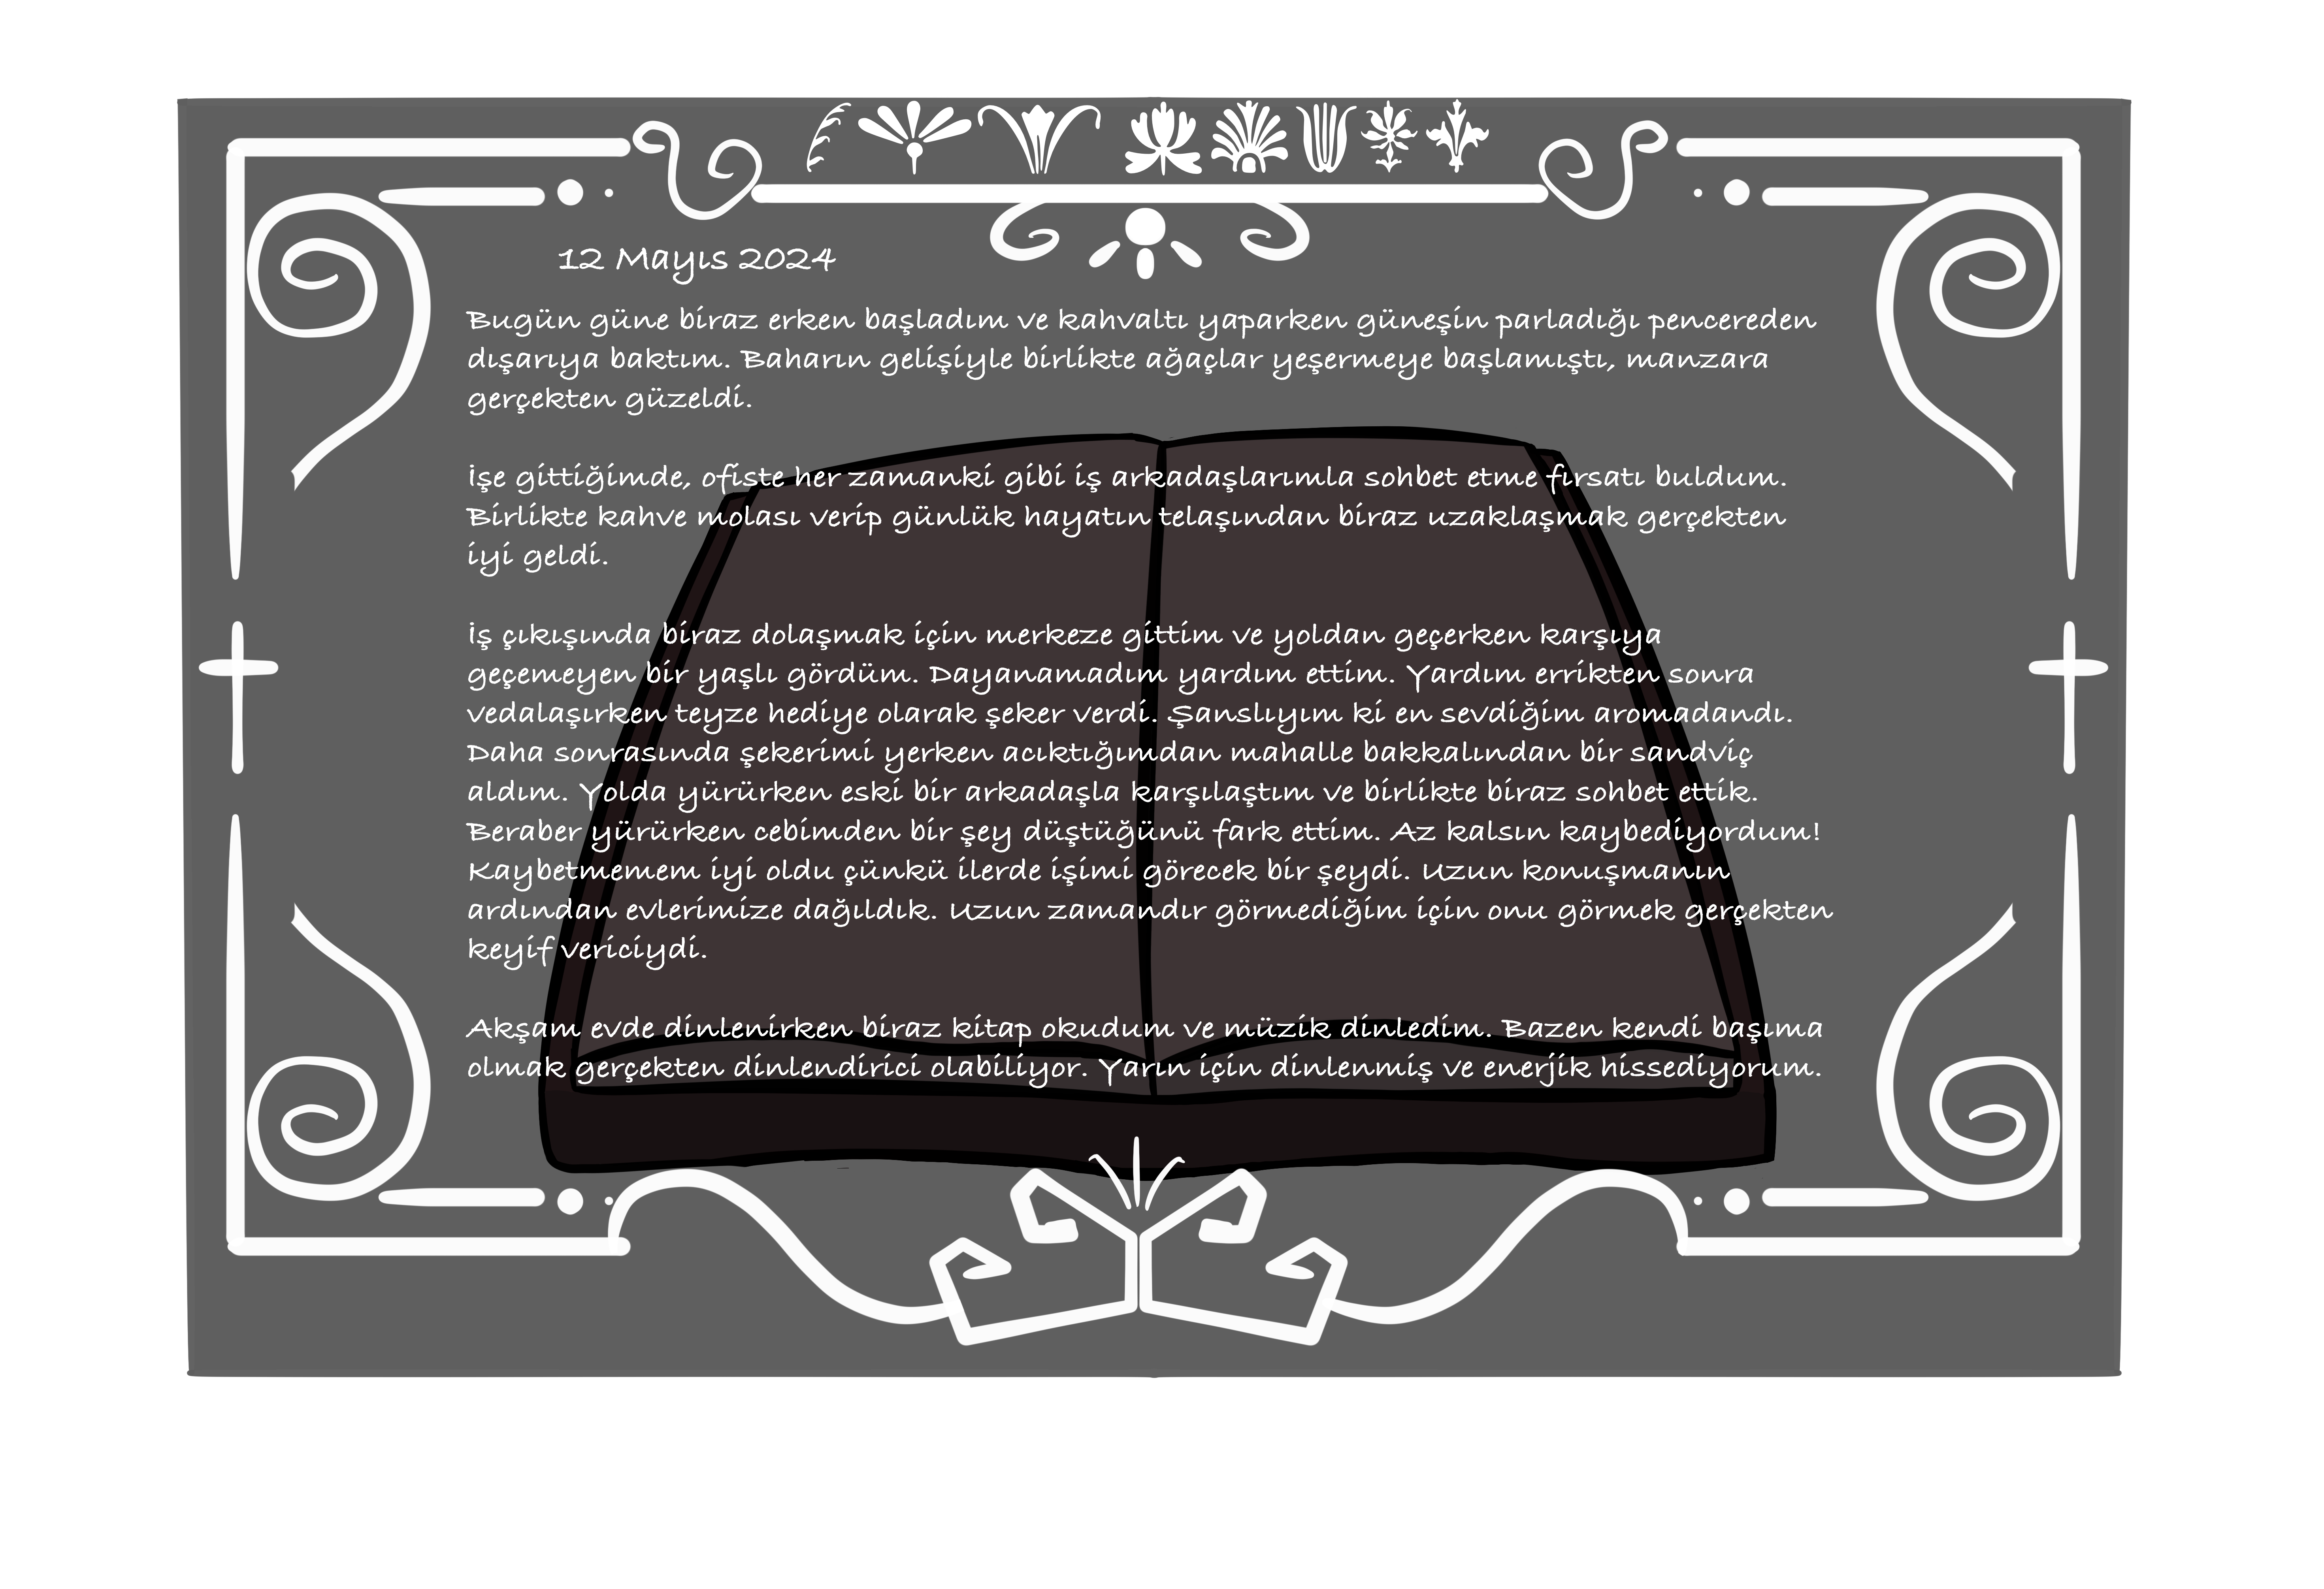 12 Mayıs 2024
Bugün güne biraz erken başladım ve kahvaltı yaparken güneşin parladığı pencereden
dışarıya baktım. Baharın gelişiyle birlikte ağaçlar yeşermeye başlamıştı, manzara
gerçekten güzeldi.
İşe gittiğimde, ofiste her zamanki gibi iş arkadaşlarımla sohbet etme fırsatı buldum.
Birlikte kahve molası verip günlük hayatın telaşından biraz uzaklaşmak gerçekten
iyi geldi.
İş çıkışında biraz dolaşmak için merkeze gittim ve yoldan geçerken karşıya
geçemeyen bir yaşlı gördüm. Dayanamadım yardım ettim. Yardım errikten sonra
vedalaşırken teyze hediye olarak şeker verdi. Şanslıyım ki en sevdiğim aromadandı.
Daha sonrasında şekerimi yerken acıktığımdan mahalle bakkalından bir sandviç
aldım. Yolda yürürken eski bir arkadaşla karşılaştım ve birlikte biraz sohbet ettik.
Beraber yürürken cebimden bir şey düştüğünü fark ettim. Az kalsın kaybediyordum!
Kaybetmemem iyi oldu çünkü ilerde işimi görecek bir şeydi. Uzun konuşmanın
ardından evlerimize dağıldık. Uzun zamandır görmediğim için onu görmek gerçekten
keyif vericiydi.
Akşam evde dinlenirken biraz kitap okudum ve müzik dinledim. Bazen kendi başıma
olmak gerçekten dinlendirici olabiliyor. Yarın için dinlenmiş ve enerjik hissediyorum.